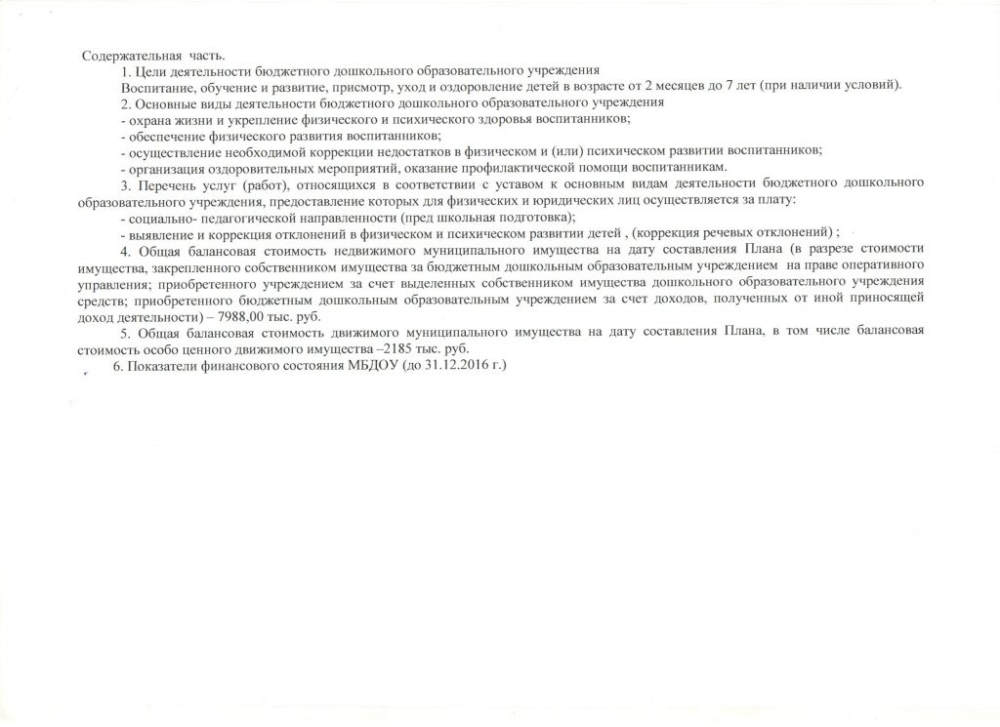 Содержательная часть.
1. Цели деятельности бюджетного дошкольного образовательного учреждения
Воспитание, обучение и развитие, присмотр, уход и оздоровление детей в возрасте от 2 месяцев до 7 лет (при наличии условий).
2. Основные виды деятельности бюджетного дошкольного образовательного учреждения
- охрана жизни и укрепление физического и психического здоровья воспитанников;
- обеспечение физического развития воспитанников;
- осуществление необходимой коррекции недостатков в физическом и (или) психическом развитии воспитанников;
- организация оздоровительных мероприятий, оказание профилактической помощи воспитанникам.
3. Перечень услуг (работ), относящихся в соответствии с уставом к основным видам деятельности бюджетного дошкольного
образовательного учреждения, предоставление которых для физических и юридических лиц осуществляется за плату:
- социально- педагогической направленности (пред школьная подготовка);
- выявление и коррекция отклонений в физическом и психическом развитии детей , (коррекция речевых отклонений) ;
4. Общая балансовая стоимость недвижимого муниципального имущества на дату составления Плана (в разрезе стоимости
имущества, закрепленного собственником имущества за бюджетным дошкольным образовательным учреждением на праве оперативного
управления; приобретенного учреждением за счет выделенных собственником имущества дошкольного образовательного учреждения
средств; приобретенного бюджетным дошкольным образовательным учреждением за счет доходов, полученных от иной приносящей
доход деятельности) – 7988,00 тыс. руб.
5. Общая балансовая стоимость движимого муниципального имущества на дату составления Плана, в том числе балансовая
стоимость особо ценного движимого имущества –2185 тыс. руб.
6. Показатели финансового состояния МБДОУ (до 31.12.2016 г.)